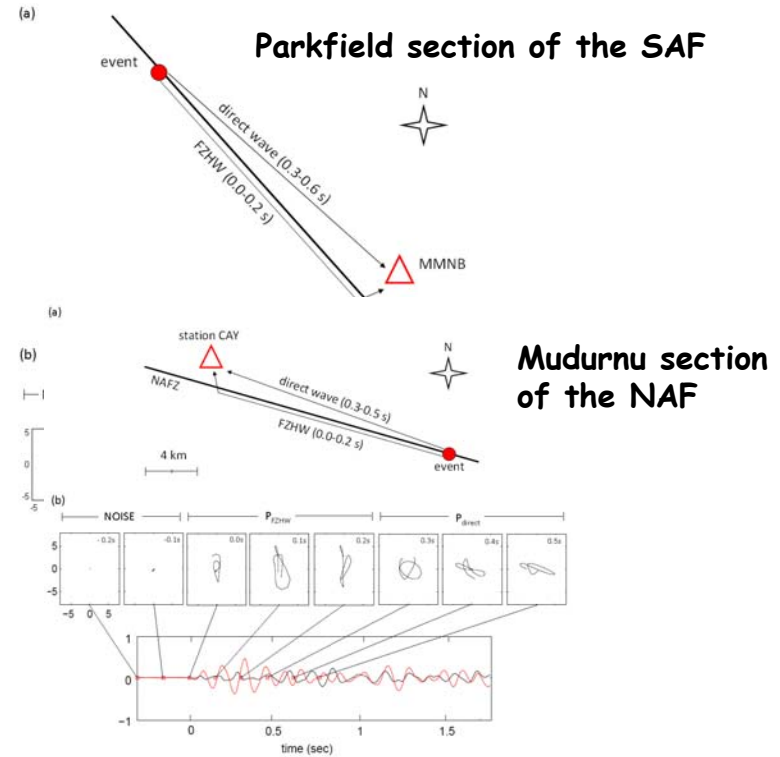 (a)
Parkfield section of the SAF
event
N
direct wave (0.3-0.6 s)
FZHW (0.0-0.2 s)
MMNB
(a)
(b)
station CAY
N
Mudurnu section
of the NAF
NAFZ
direct wave (0.3-0.5 s)
FZHW (0.0-0.2 s)
event
4 km
5
0
-5
-5
(b)
NOISE
P_FZHW
P_direct
-0.2s
-0.1s
0.0s
0.1s
0.2s
0.3s
0.4s
0.5s
5
0
−5
−5 0 5
1
0
−1
0
0.5
1
1.5
time (sec)